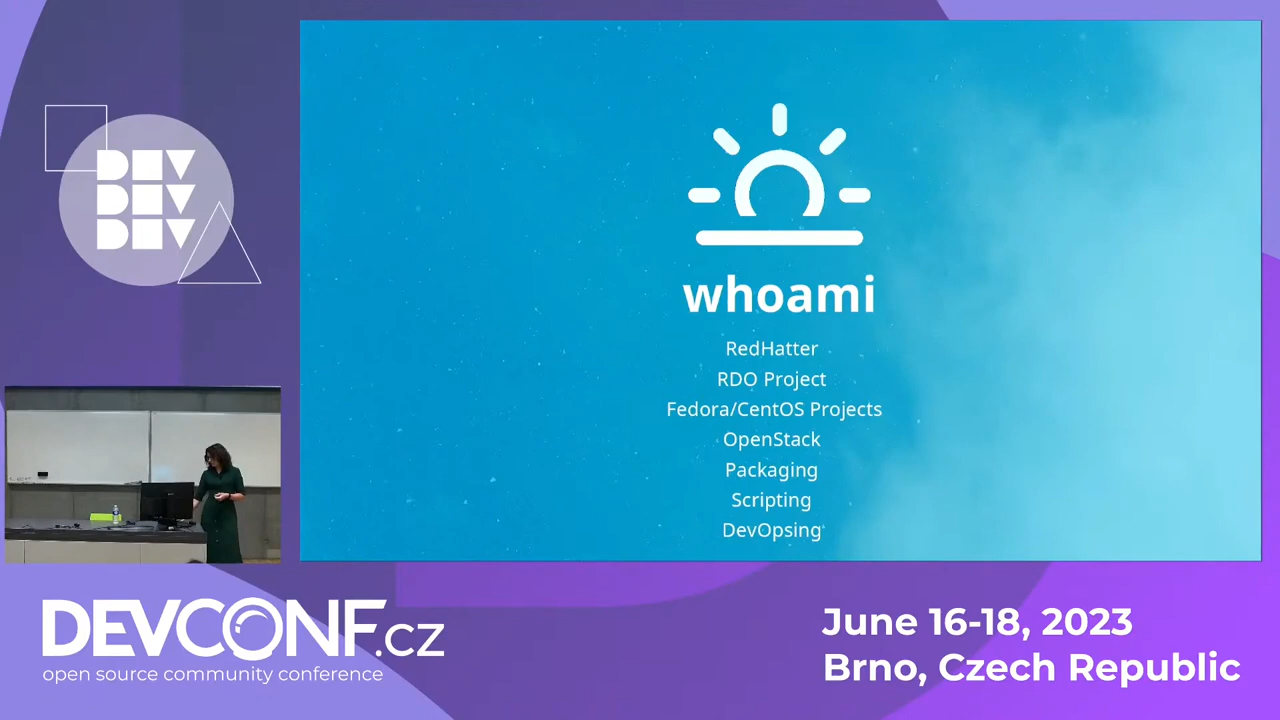 DEV
DEV
DEV
whoami
RedHatter
RDO Project
Fedora/CentOS Projects
OpenStack
Packaging
Scripting
DevOpsing
DEVCONF.cz
open source community conference
June 16-18, 2023
Brno, Czech Republic